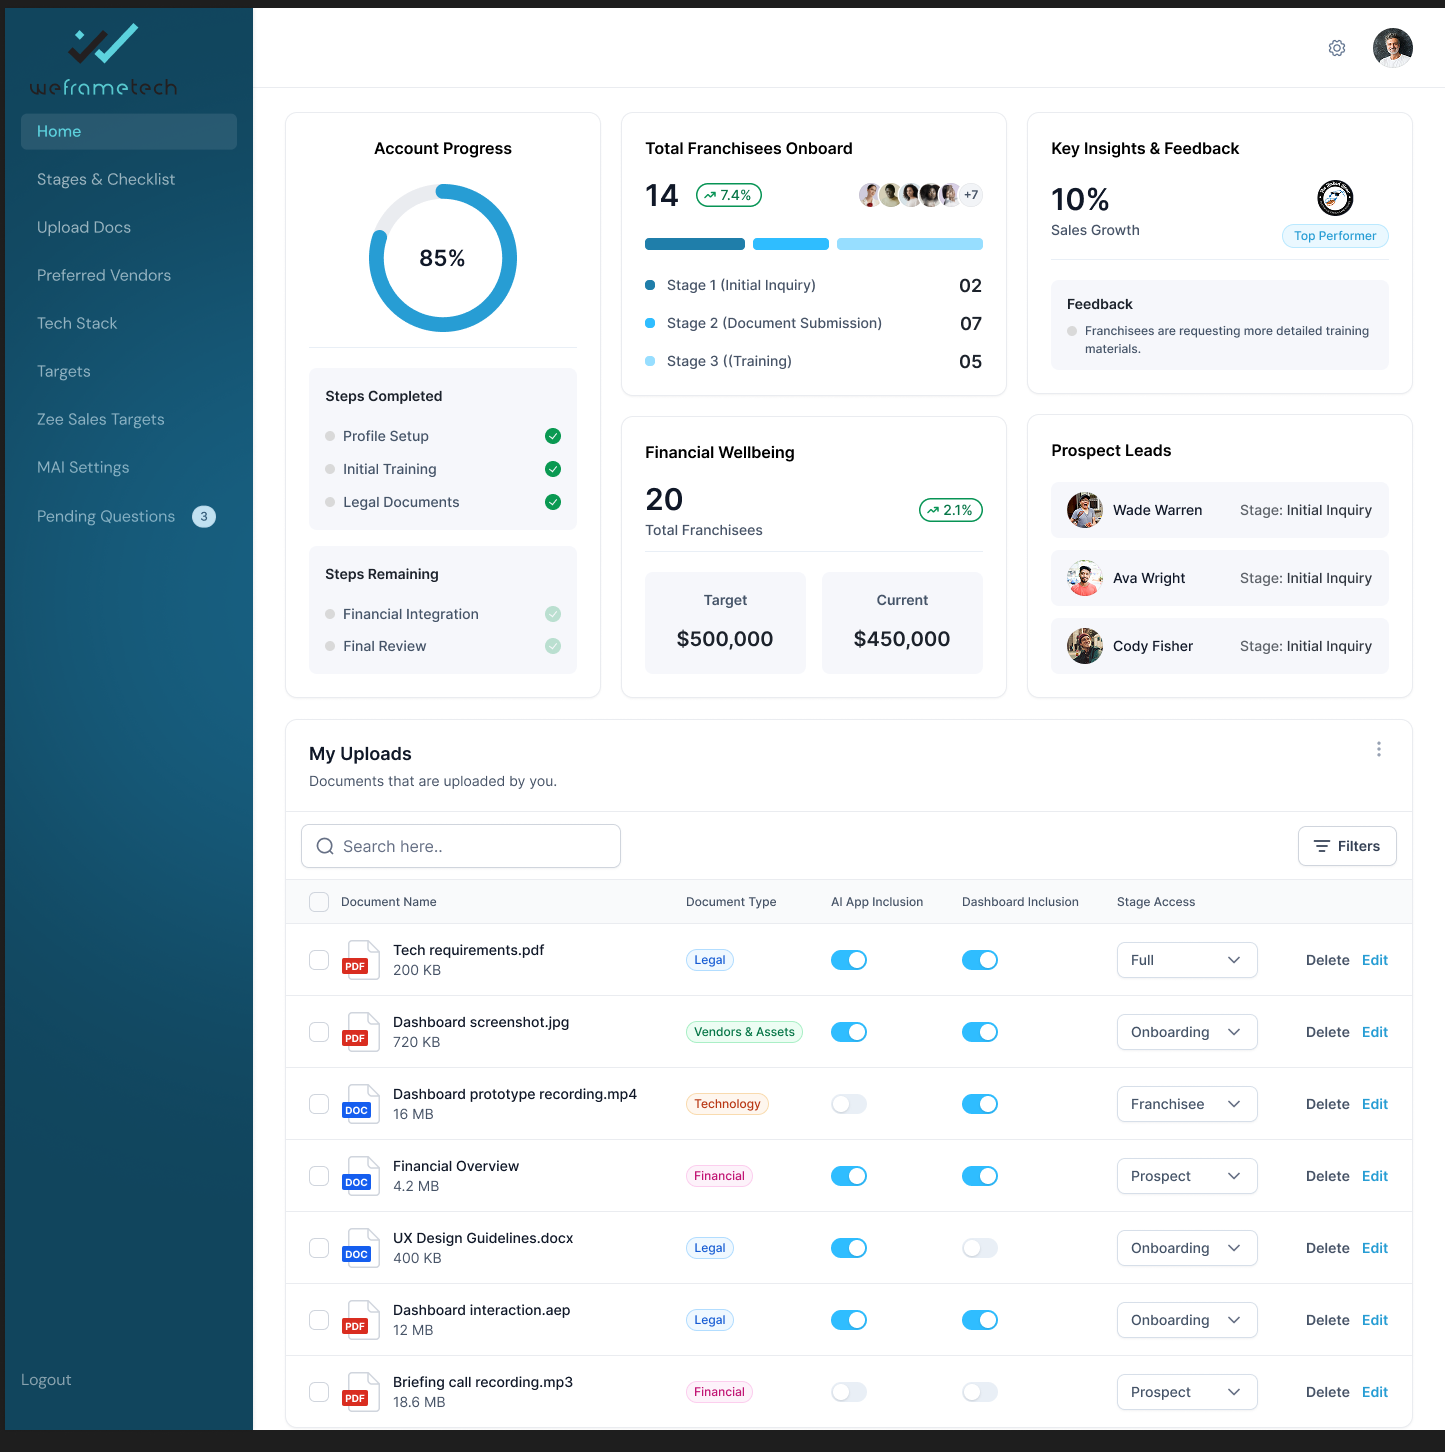 weframetech
Home
Stages & Checklist
Upload Docs
Preferred Vendors
Tech Stack
Targets
Zee Sales Targets
MAI Settings
Pending Questions 3
Logout
Account Progress
85%
Steps Completed
Profile Setup
Initial Training
Legal Documents
Steps Remaining
Financial Integration
Final Review
Total Franchisees Onboard
14 7.4% +7
Stage 1 (Initial Inquiry) 02
Stage 2 (Document Submission) 07
Stage 3 ((Training) 05
Financial Wellbeing
20 2.1%
Total Franchisees
Target Current
$500,000 $450,000
Key Insights & Feedback
10%
Sales Growth
Top Performer
Feedback
Franchisees are requesting more detailed training
materials.
Prospect Leads
Wade Warren Stage: Initial Inquiry
Ava Wright Stage: Initial Inquiry
Cody Fisher Stage: Initial Inquiry
My Uploads
Documents that are uploaded by you.
Search here.. Filters
Document Name Document Type AI App Inclusion Dashboard Inclusion Stage Access
PDF Tech requirements.pdf Legal Full Delete Edit
200 KB
PDF Dashboard screenshot.jpg Vendors & Assets Onboarding Delete Edit
720 KB
DOC Dashboard prototype recording.mp4 Technology Franchisee Delete Edit
16 MB
DOC Financial Overview Financial Prospect Delete Edit
4.2 MB
DOC UX Design Guidelines.docx Legal Onboarding Delete Edit
400 KB
PDF Dashboard interaction.aep Legal Onboarding Delete Edit
12 MB
PDF Briefing call recording.mp3 Financial Prospect Delete Edit
18.6 MB